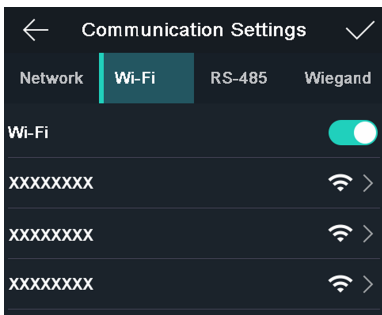 Communication Settings
Network Wi-Fi RS-485 Wiegand
Wi-Fi
XXXXXXXX
XXXXXXXX
XXXXXXXX